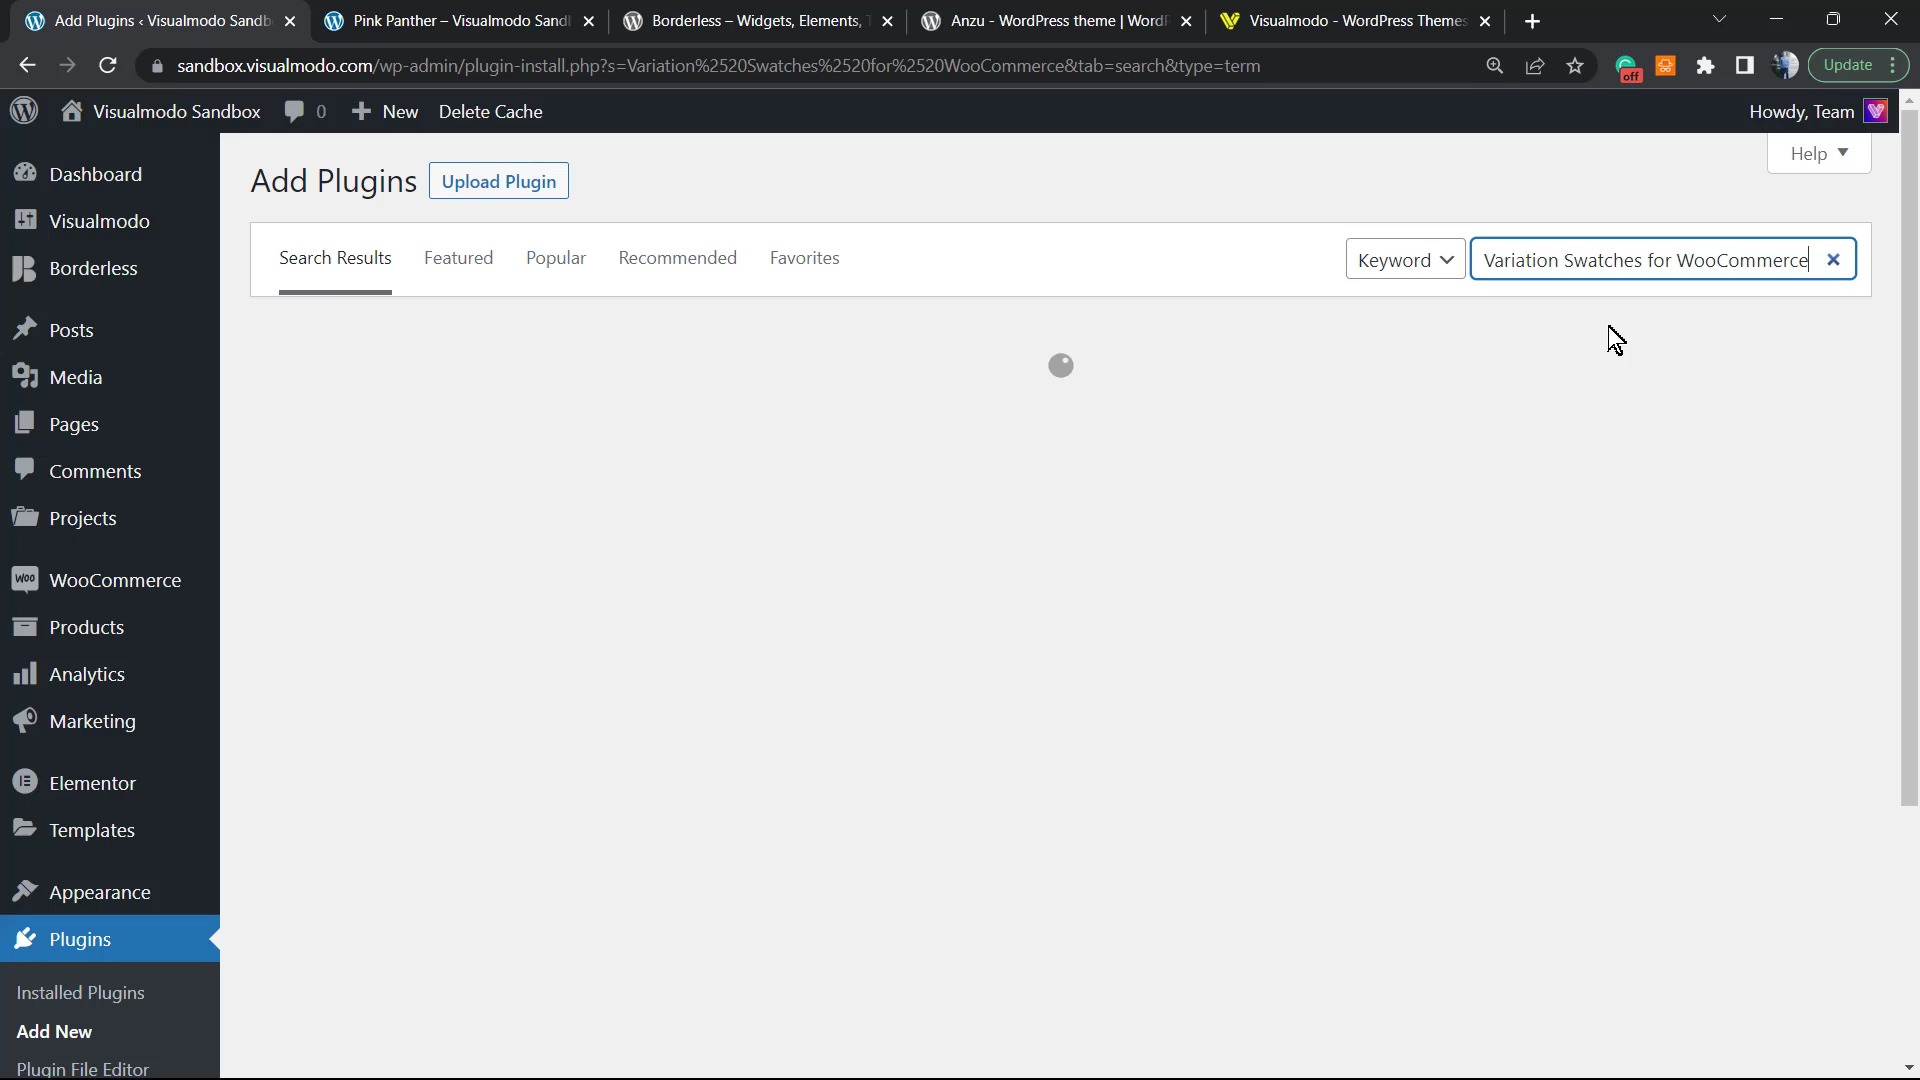 Add Plugins ‹ Visualmodo Sandb
Pink Panther – Visualmodo Sand
Borderless – Widgets, Elements,
Anzu - WordPress theme | Word
Visualmodo - WordPress Themes
sandbox.visualmodo.com/wp-admin/plugin-install.php?s=Variation%2520Swatches%2520for%2520WooCommerce&tab=search&type=term
off
Update
Visualmodo Sandbox
0
New
Delete Cache
Howdy, Team
Help
Dashboard
Visualmodo
Borderless
Posts
Media
Pages
Comments
Projects
Woo
WooCommerce
Products
Analytics
Marketing
Elementor
Templates
Appearance
Plugins
Installed Plugins
Add New
Plugin File Editor
Add Plugins
Upload Plugin
Search Results
Featured
Popular
Recommended
Favorites
Keyword
Variation Swatches for WooCommerce